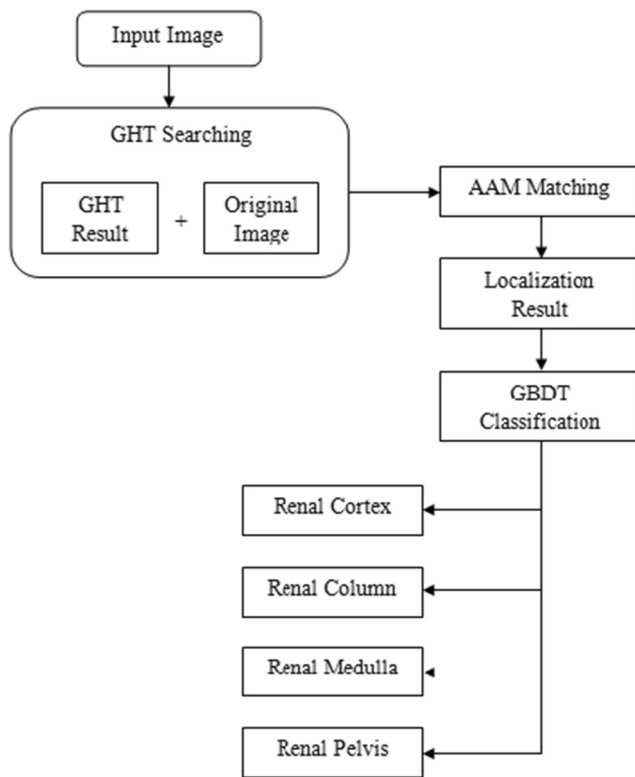 Input Image
GHT Searching
GHT
Result
+
Original
Image
AAM Matching
Localization
Result
GBDT
Classification
Renal Cortex
Renal Column
Renal Medulla
Renal Pelvis